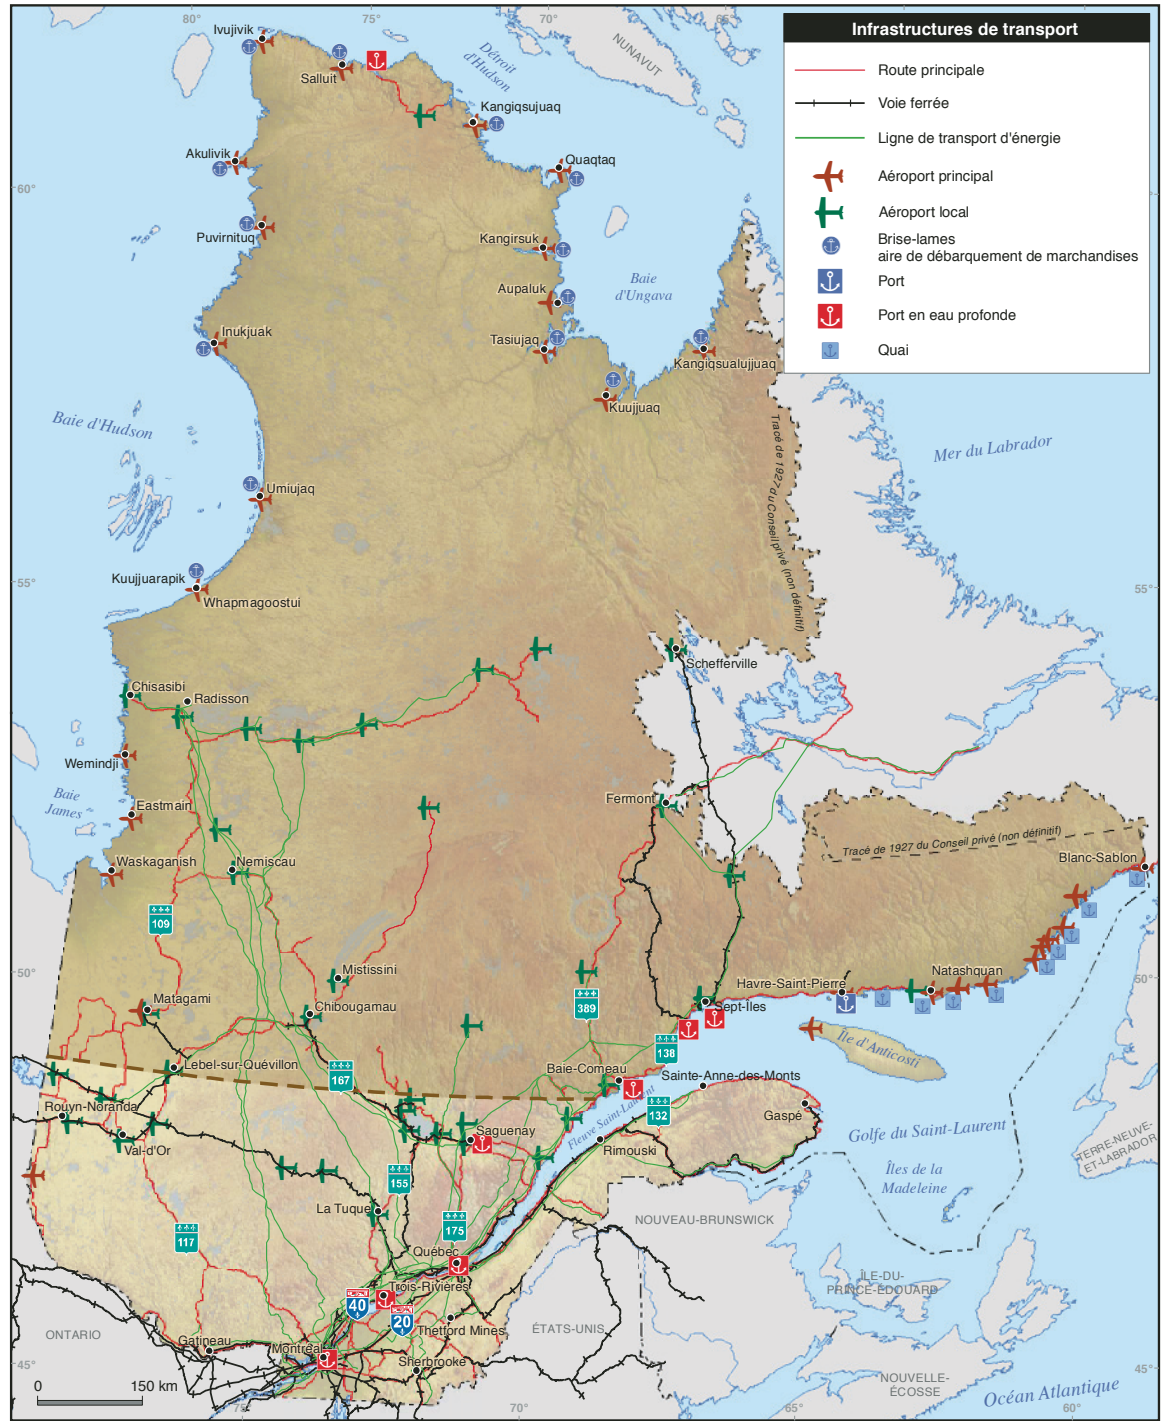 80°
75°
70°
65°
Infrastructures de transport
Route principale
Voie ferrée
Ligne de transport d'énergie
Aéroport principal
Aéroport local
Brise-lames
aire de débarquement de marchandises
Port
Port en eau profonde
Quai
Ivujivik
Salluit
Détroit
d'Hudson
NUNAVUT
Kangiqsujuaq
Akulivik
Quaqtaq
60°
Puvirnituq
Kangirsuk
Baie
d'Ungava
Aupaluk
Inukjuak
Tasiujaq
Kangiqsualujjuaq
Kuujjuaq
Baie d'Hudson
Mer du Labrador
Tracé de 1927 du Conseil privé (non définitif)
Umiujaq
55°
55°
Kuujjuarapik
Whapmagoostui
Schefferville
Chisasibi
Radisson
Wemindji
Baie
James
Eastmain
Fermont
Tracé de 1927 du Conseil privé (non définitif)
Blanc-Sablon
Waskaganish
Nemiscau
109
Mistissini
50°
50°
Natashquan
Havre-Saint-Pierre
Matagami
Chibougamau
389
Sept-Iles
138
Île d'Anticosti
Lebel-sur-Quévillon
167
Baie-Comeau
Sainte-Anne-des-Monts
Rouyn-Noranda
132
Gaspé
Fleuve Saint-Laurent
Saguenay
Golfe du Saint-Laurent
TERRE-NEUVE-
ET-LABRADOR
Val-d'Or
Rimouski
Îles de la
Madeleine
155
La Tuque
175
NOUVEAU-BRUNSWICK
117
Québec
Trois-Rivières
ÎLE-DU-
PRINCE-ÉDOUARD
40
20
Thetford Mines
ÉTATS-UNIS
ONTARIO
Gatineau
Montréal
Sherbrooke
45°
45°
NOUVELLE-
ÉCOSSE
Océan Atlantique
0
150 km
75°
70°
65°
60°